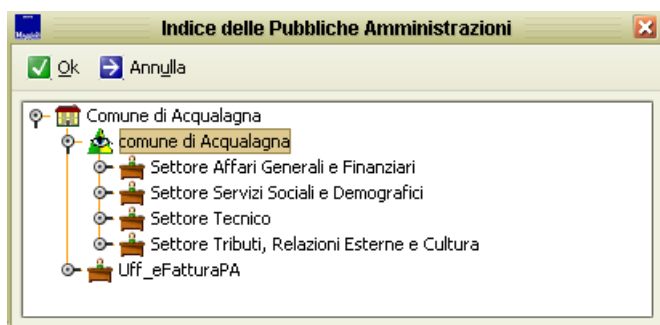 Indice delle Pubbliche Amministrazioni
Ok Annulla
Comune di Acqualagna
comune di Acqualagna
Settore Affari Generali e Finanziari
Settore Servizi Sociali e Demografici
Settore Tecnico
Settore Tributi, Relazioni Esterne e Cultura
Uff_eFatturaPA